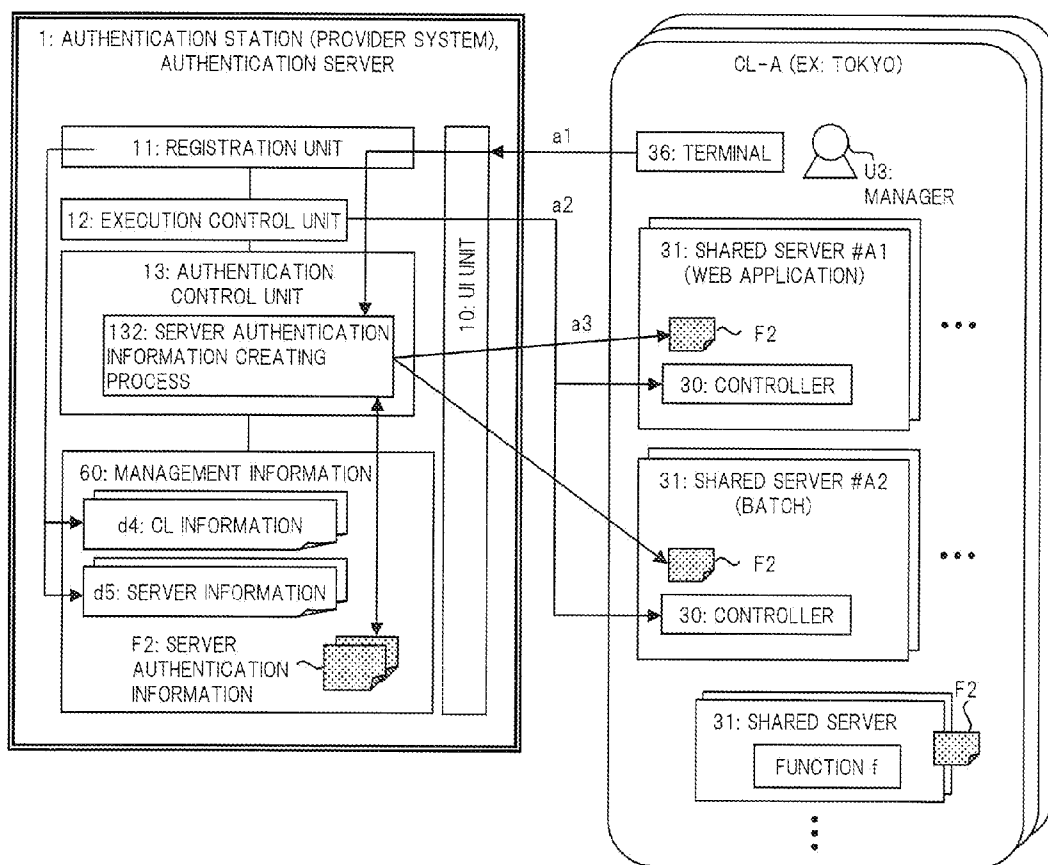 1: AUTHENTICATION STATION (PROVIDER SYSTEM),
AUTHENTICATION SERVER
11: REGISTRATION UNIT
12: EXECUTION CONTROL UNIT
13: AUTHENTICATION
CONTROL UNIT
132: SERVER AUTHENTICATION
INFORMATION CREATING
PROCESS
60: MANAGEMENT INFORMATION
d4: CL INFORMATION
d5: SERVER INFORMATION
F2: SERVER
AUTHENTICATION
INFORMATION
10: UI UNIT
a1
a2
a3
CL-A (EX: TOKYO)
36: TERMINAL
U3:
MANAGER
31: SHARED SERVER #A1
(WEB APPLICATION)
F2
30: CONTROLLER
31: SHARED SERVER #A2
(BATCH)
F2
30: CONTROLLER
F2
31: SHARED SERVER
FUNCTION f